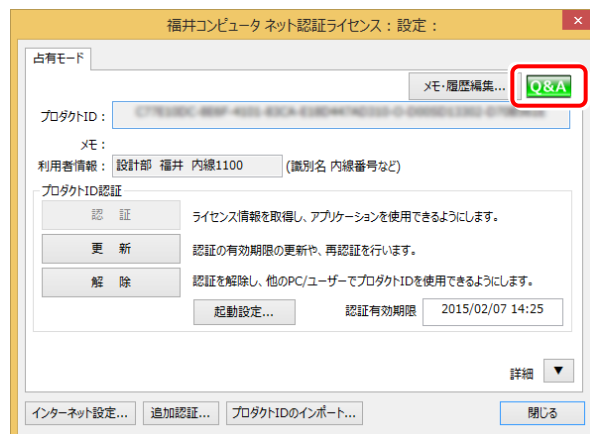 福井コンピュータ ネット認証ライセンス：設定：
×
占有モード
メモ・履歴編集... Q&A
プロダクトID：
メモ：
利用者情報： 設計部 福井 内線1100 (識別名 内線番号など)
プロダクトID認証
認 証 ライセンス情報を取得し、アプリケーションを使用できるようにします。
更 新 認証の有効期限の更新や、再認証を行います。
解 除 認証を解除し、他のPC/ユーザーでプロダクトIDを使用できるようにします。
起動設定... 認証有効期限 2015/02/07 14:25
詳細 ▼
インターネット設定... 追加認証... プロダクトIDのインポート... 閉じる